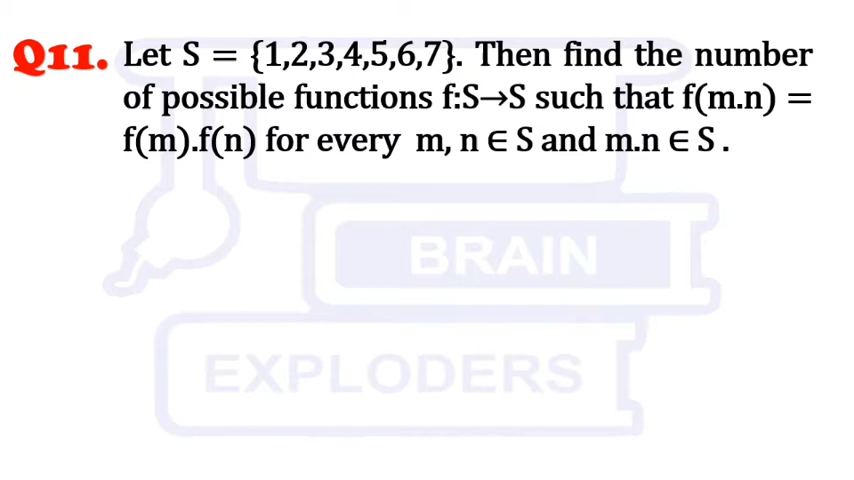 Q11. Let S = {1,2,3,4,5,6,7}. Then find the number
of possible functions f:S→S such that f(m.n) =
f(m).f(n) for every m, n ∈ S and m.n ∈ S .
BRAIN
EXPLODERS